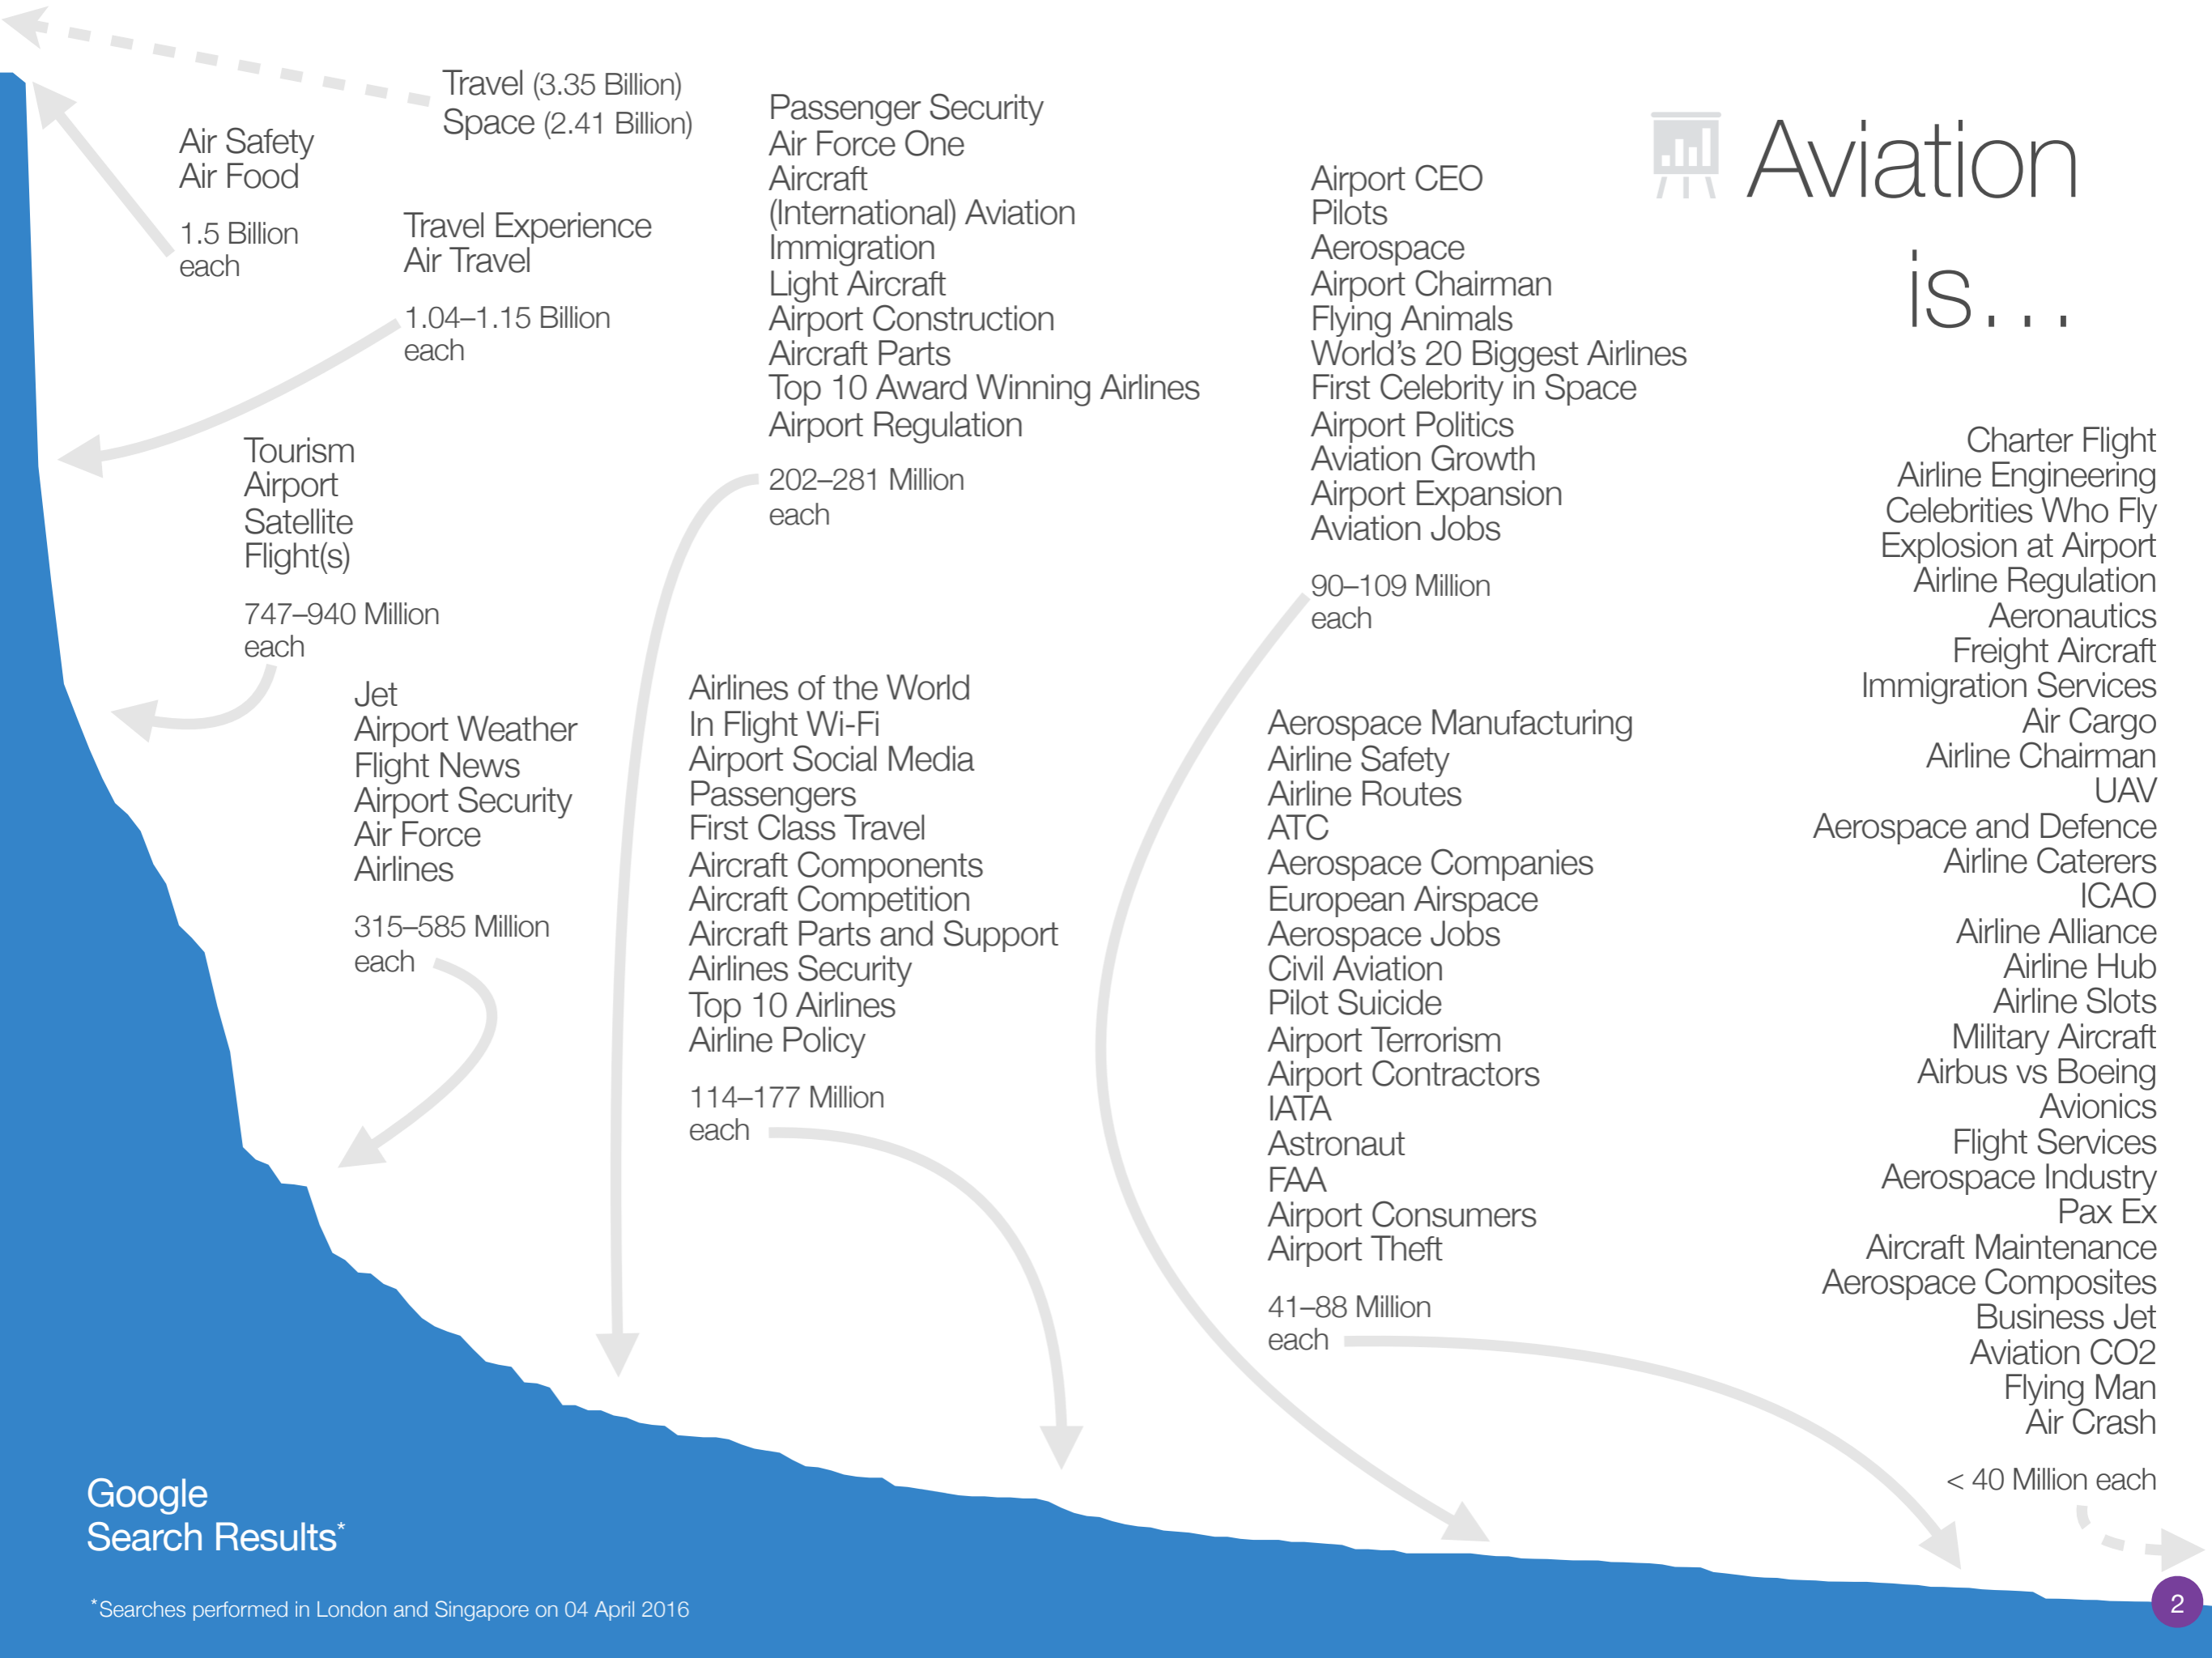 Aviation
is...
Travel (3.35 Billion)
Space (2.41 Billion)
Air Safety
Air Food
1.5 Billion
each
Travel Experience
Air Travel
1.04–1.15 Billion
each
Tourism
Airport
Satellite
Flight(s)
747–940 Million
each
Jet
Airport Weather
Flight News
Airport Security
Air Force
Airlines
315–585 Million
each
Passenger Security
Air Force One
Aircraft
(International) Aviation
Immigration
Light Aircraft
Airport Construction
Aircraft Parts
Top 10 Award Winning Airlines
Airport Regulation
202–281 Million
each
Airlines of the World
In Flight Wi-Fi
Airport Social Media
Passengers
First Class Travel
Aircraft Components
Aircraft Competition
Aircraft Parts and Support
Airlines Security
Top 10 Airlines
Airline Policy
114–177 Million
each
Airport CEO
Pilots
Aerospace
Airport Chairman
Flying Animals
World's 20 Biggest Airlines
First Celebrity in Space
Airport Politics
Aviation Growth
Airport Expansion
Aviation Jobs
90–109 Million
each
Aerospace Manufacturing
Airline Safety
Airline Routes
ATC
Aerospace Companies
European Airspace
Aerospace Jobs
Civil Aviation
Pilot Suicide
Airport Terrorism
Airport Contractors
IATA
Astronaut
FAA
Airport Consumers
Airport Theft
41–88 Million
each
Charter Flight
Airline Engineering
Celebrities Who Fly
Explosion at Airport
Airline Regulation
Aeronautics
Freight Aircraft
Immigration Services
Air Cargo
Airline Chairman
UAV
Aerospace and Defence
Airline Caterers
ICAO
Airline Alliance
Airline Hub
Airline Slots
Military Aircraft
Airbus vs Boeing
Avionics
Flight Services
Aerospace Industry
Pax Ex
Aircraft Maintenance
Aerospace Composites
Business Jet
Aviation CO2
Flying Man
Air Crash
< 40 Million each
Google
Search Results*
*Searches performed in London and Singapore on 04 April 2016
2